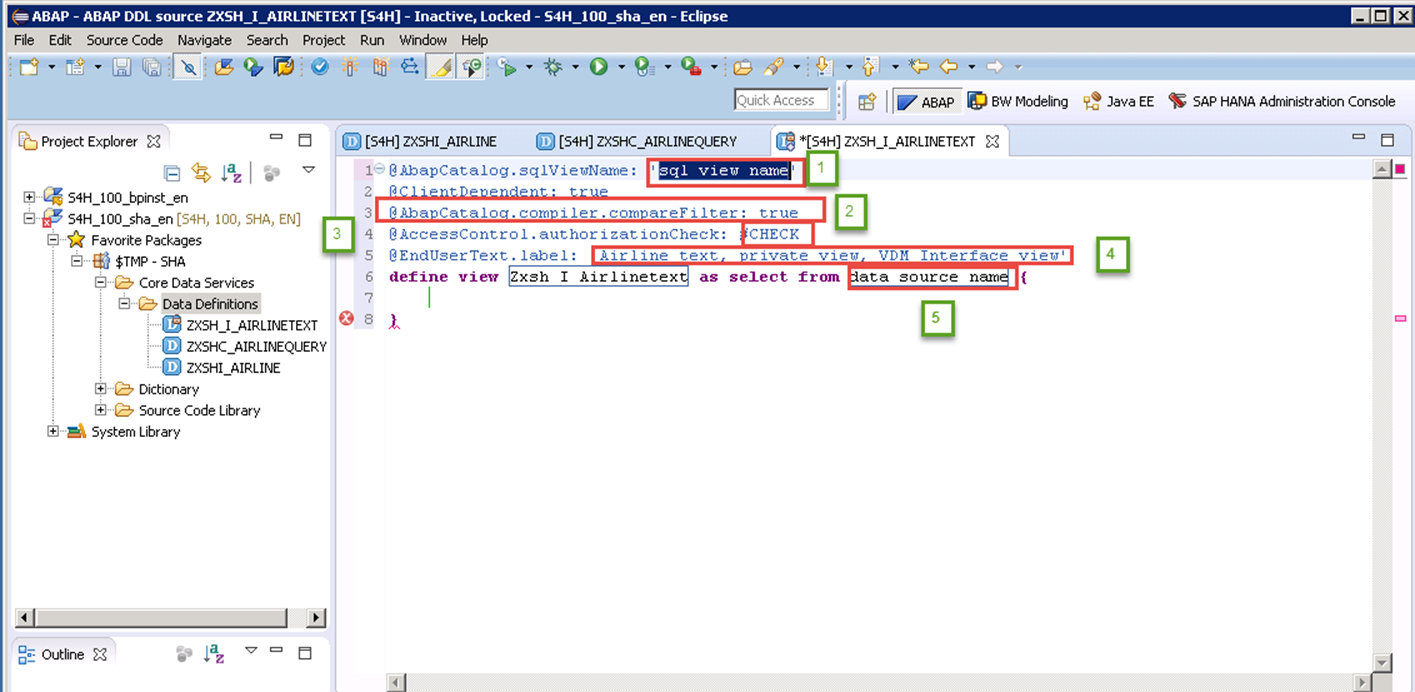 ABAP - ABAP DDL source ZXSH_I_AIRLINETEXT [S4H] - Inactive, Locked - S4H_100_sha_en - Eclipse
File Edit Source Code Navigate Search Project Run Window Help
Quick Access ABAP BW Modeling Java EE SAP HANA Administration Console
Project Explorer
[S4H] ZXSHI_AIRLINE [S4H] ZXSHC_AIRLINEQUERY *[S4H] ZXSH_I_AIRLINETEXT
S4H_100_bpinst_en
S4H_100_sha_en [S4H, 100, SHA, EN]
Favorite Packages
$TMP - SHA
Core Data Services
Data Definitions
ZXSH_I_AIRLINETEXT
ZXSHC_AIRLINEQUERY
ZXSHI_AIRLINE
Dictionary
Source Code Library
System Library
Outline
1 @AbapCatalog.sqlViewName: 'sql view name' 1
2 @ClientDependent: true
3 @AbapCatalog.compiler.compareFilter: true 2
3 4 @AccessControl.authorizationCheck: #CHECK
5 @EndUserText.label: Airline text, private view, VDM Interface view' 4
6 define view Zxsh_I_Airlinetext as select from data_source_name {
7
5
8 }